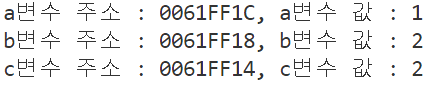 a변수 주소 : 0061FF1C, a변수 값 : 1
b변수 주소 : 0061FF18, b변수 값 : 2
c변수 주소 : 0061FF14, c변수 값 : 2